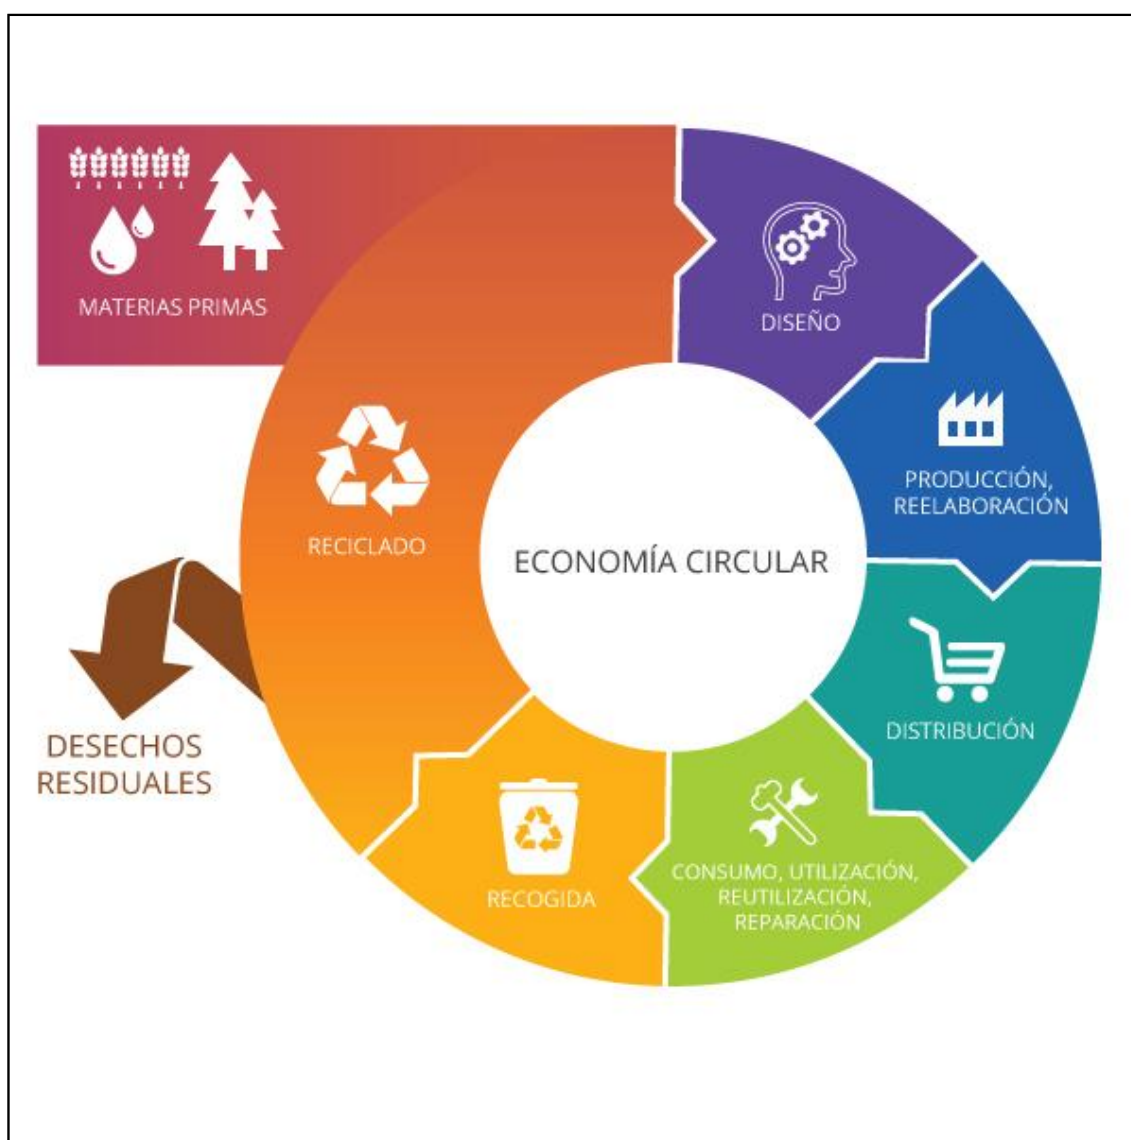 MATERIAS PRIMAS
DISEÑO
PRODUCCIÓN,
REELABORACIÓN
RECICLADO
ECONOMÍA CIRCULAR
DISTRIBUCIÓN
DESECHOS
RESIDUALES
CONSUMO, UTILIZACIÓN,
REUTILIZACIÓN,
REPARACIÓN
RECOGIDA